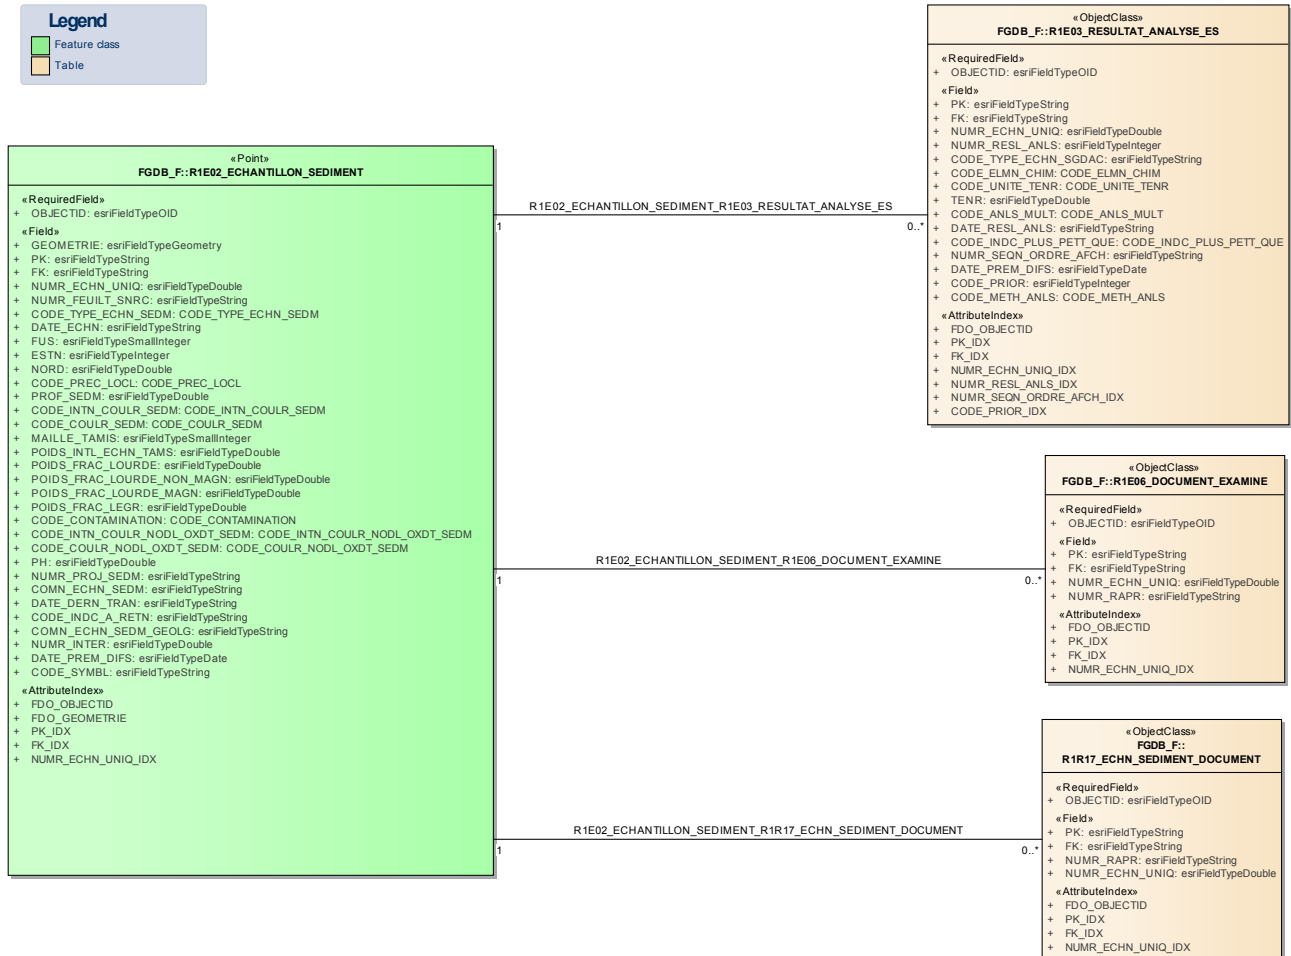 Legend
Feature class
Table
«Point»
FGDB_F::R1E02_ECHANTILLON_SEDIMENT
«RequiredField»
+ OBJECTID: esriFieldTypeOID
«Field»
+ GEOMETRIE: esriFieldTypeGeometry
+ PK: esriFieldTypeString
+ FK: esriFieldTypeString
+ NUMR_ECHN_UNIQ: esriFieldTypeDouble
+ NUMR_FEUILT_SNRC: esriFieldTypeString
+ CODE_TYPE_ECHN_SEDM: CODE_TYPE_ECHN_SEDM
+ DATE_ECHN: esriFieldTypeString
+ FUS: esriFieldTypeSmallInteger
+ ESTN: esriFieldTypeInteger
+ NORD: esriFieldTypeDouble
+ CODE_PREC_LOCL: CODE_PREC_LOCL
+ PROF_SEDM: esriFieldTypeDouble
+ CODE_INTN_COULR_SEDM: CODE_INTN_COULR_SEDM
+ CODE_COULR_SEDM: CODE_COULR_SEDM
+ MAILLE_TAMIS: esriFieldTypeSmallInteger
+ POIDS_INTL_ECHN_TAMS: esriFieldTypeDouble
+ POIDS_FRAC_LOURDE: esriFieldTypeDouble
+ POIDS_FRAC_LOURDE_NON_MAGN: esriFieldTypeDouble
+ POIDS_FRAC_LOURDE_MAGN: esriFieldTypeDouble
+ POIDS_FRAC_LEGR: esriFieldTypeDouble
+ CODE_CONTAMINATION: CODE_CONTAMINATION
+ CODE_INTN_COULR_NODL_OXDT_SEDM: CODE_INTN_COULR_NODL_OXDT_SEDM
+ CODE_COULR_NODL_OXDT_SEDM: CODE_COULR_NODL_OXDT_SEDM
+ PH: esriFieldTypeDouble
+ NUMR_PROJ_SEDM: esriFieldTypeString
+ COMN_ECHN_SEDM: esriFieldTypeString
+ DATE_DERN_TRAN: esriFieldTypeString
+ CODE_INDC_A_RETN: esriFieldTypeString
+ COMN_ECHN_SEDM_GEOLG: esriFieldTypeString
+ NUMR_INTER: esriFieldTypeDouble
+ DATE_PREM_DIFS: esriFieldTypeDate
+ CODE_SYMBL: esriFieldTypeString
«AttributeIndex»
+ FDO_OBJECTID
+ FDO_GEOMETRIE
+ PK_IDX
+ FK_IDX
+ NUMR_ECHN_UNIQ_IDX
R1E02_ECHANTILLON_SEDIMENT_R1E03_RESULTAT_ANALYSE_ES
1
0..*
R1E02_ECHANTILLON_SEDIMENT_R1E06_DOCUMENT_EXAMINE
1
0..*
R1E02_ECHANTILLON_SEDIMENT_R1R17_ECHN_SEDIMENT_DOCUMENT
1
0..*
«ObjectClass»
FGDB_F::R1E03_RESULTAT_ANALYSE_ES
«RequiredField»
+ OBJECTID: esriFieldTypeOID
«Field»
+ PK: esriFieldTypeString
+ FK: esriFieldTypeString
+ NUMR_ECHN_UNIQ: esriFieldTypeDouble
+ NUMR_RESL_ANLS: esriFieldTypeInteger
+ CODE_TYPE_ECHN_SGDAC: esriFieldTypeString
+ CODE_ELMN_CHIM: CODE_ELMN_CHIM
+ CODE_UNITE_TENR: CODE_UNITE_TENR
+ TENR: esriFieldTypeDouble
+ CODE_ANLS_MULT: CODE_ANLS_MULT
+ DATE_RESL_ANLS: esriFieldTypeString
+ CODE_INDC_PLUS_PETT_QUE: CODE_INDC_PLUS_PETT_QUE
+ NUMR_SEQN_ORDRE_AFCH: esriFieldTypeString
+ DATE_PREM_DIFS: esriFieldTypeDate
+ CODE_PRIOR: esriFieldTypeInteger
+ CODE_METH_ANLS: CODE_METH_ANLS
«AttributeIndex»
+ FDO_OBJECTID
+ PK_IDX
+ FK_IDX
+ NUMR_ECHN_UNIQ_IDX
+ NUMR_RESL_ANLS_IDX
+ NUMR_SEQN_ORDRE_AFCH_IDX
+ CODE_PRIOR_IDX
«ObjectClass»
FGDB_F::R1E06_DOCUMENT_EXAMINE
«RequiredField»
+ OBJECTID: esriFieldTypeOID
«Field»
+ PK: esriFieldTypeString
+ FK: esriFieldTypeString
+ NUMR_ECHN_UNIQ: esriFieldTypeDouble
+ NUMR_RAPR: esriFieldTypeString
«AttributeIndex»
+ FDO_OBJECTID
+ PK_IDX
+ FK_IDX
+ NUMR_ECHN_UNIQ_IDX
«ObjectClass»
FGDB_F::
R1R17_ECHN_SEDIMENT_DOCUMENT
«RequiredField»
+ OBJECTID: esriFieldTypeOID
«Field»
+ PK: esriFieldTypeString
+ FK: esriFieldTypeString
+ NUMR_RAPR: esriFieldTypeString
+ NUMR_ECHN_UNIQ: esriFieldTypeDouble
«AttributeIndex»
+ FDO_OBJECTID
+ PK_IDX
+ FK_IDX
+ NUMR_ECHN_UNIQ_IDX